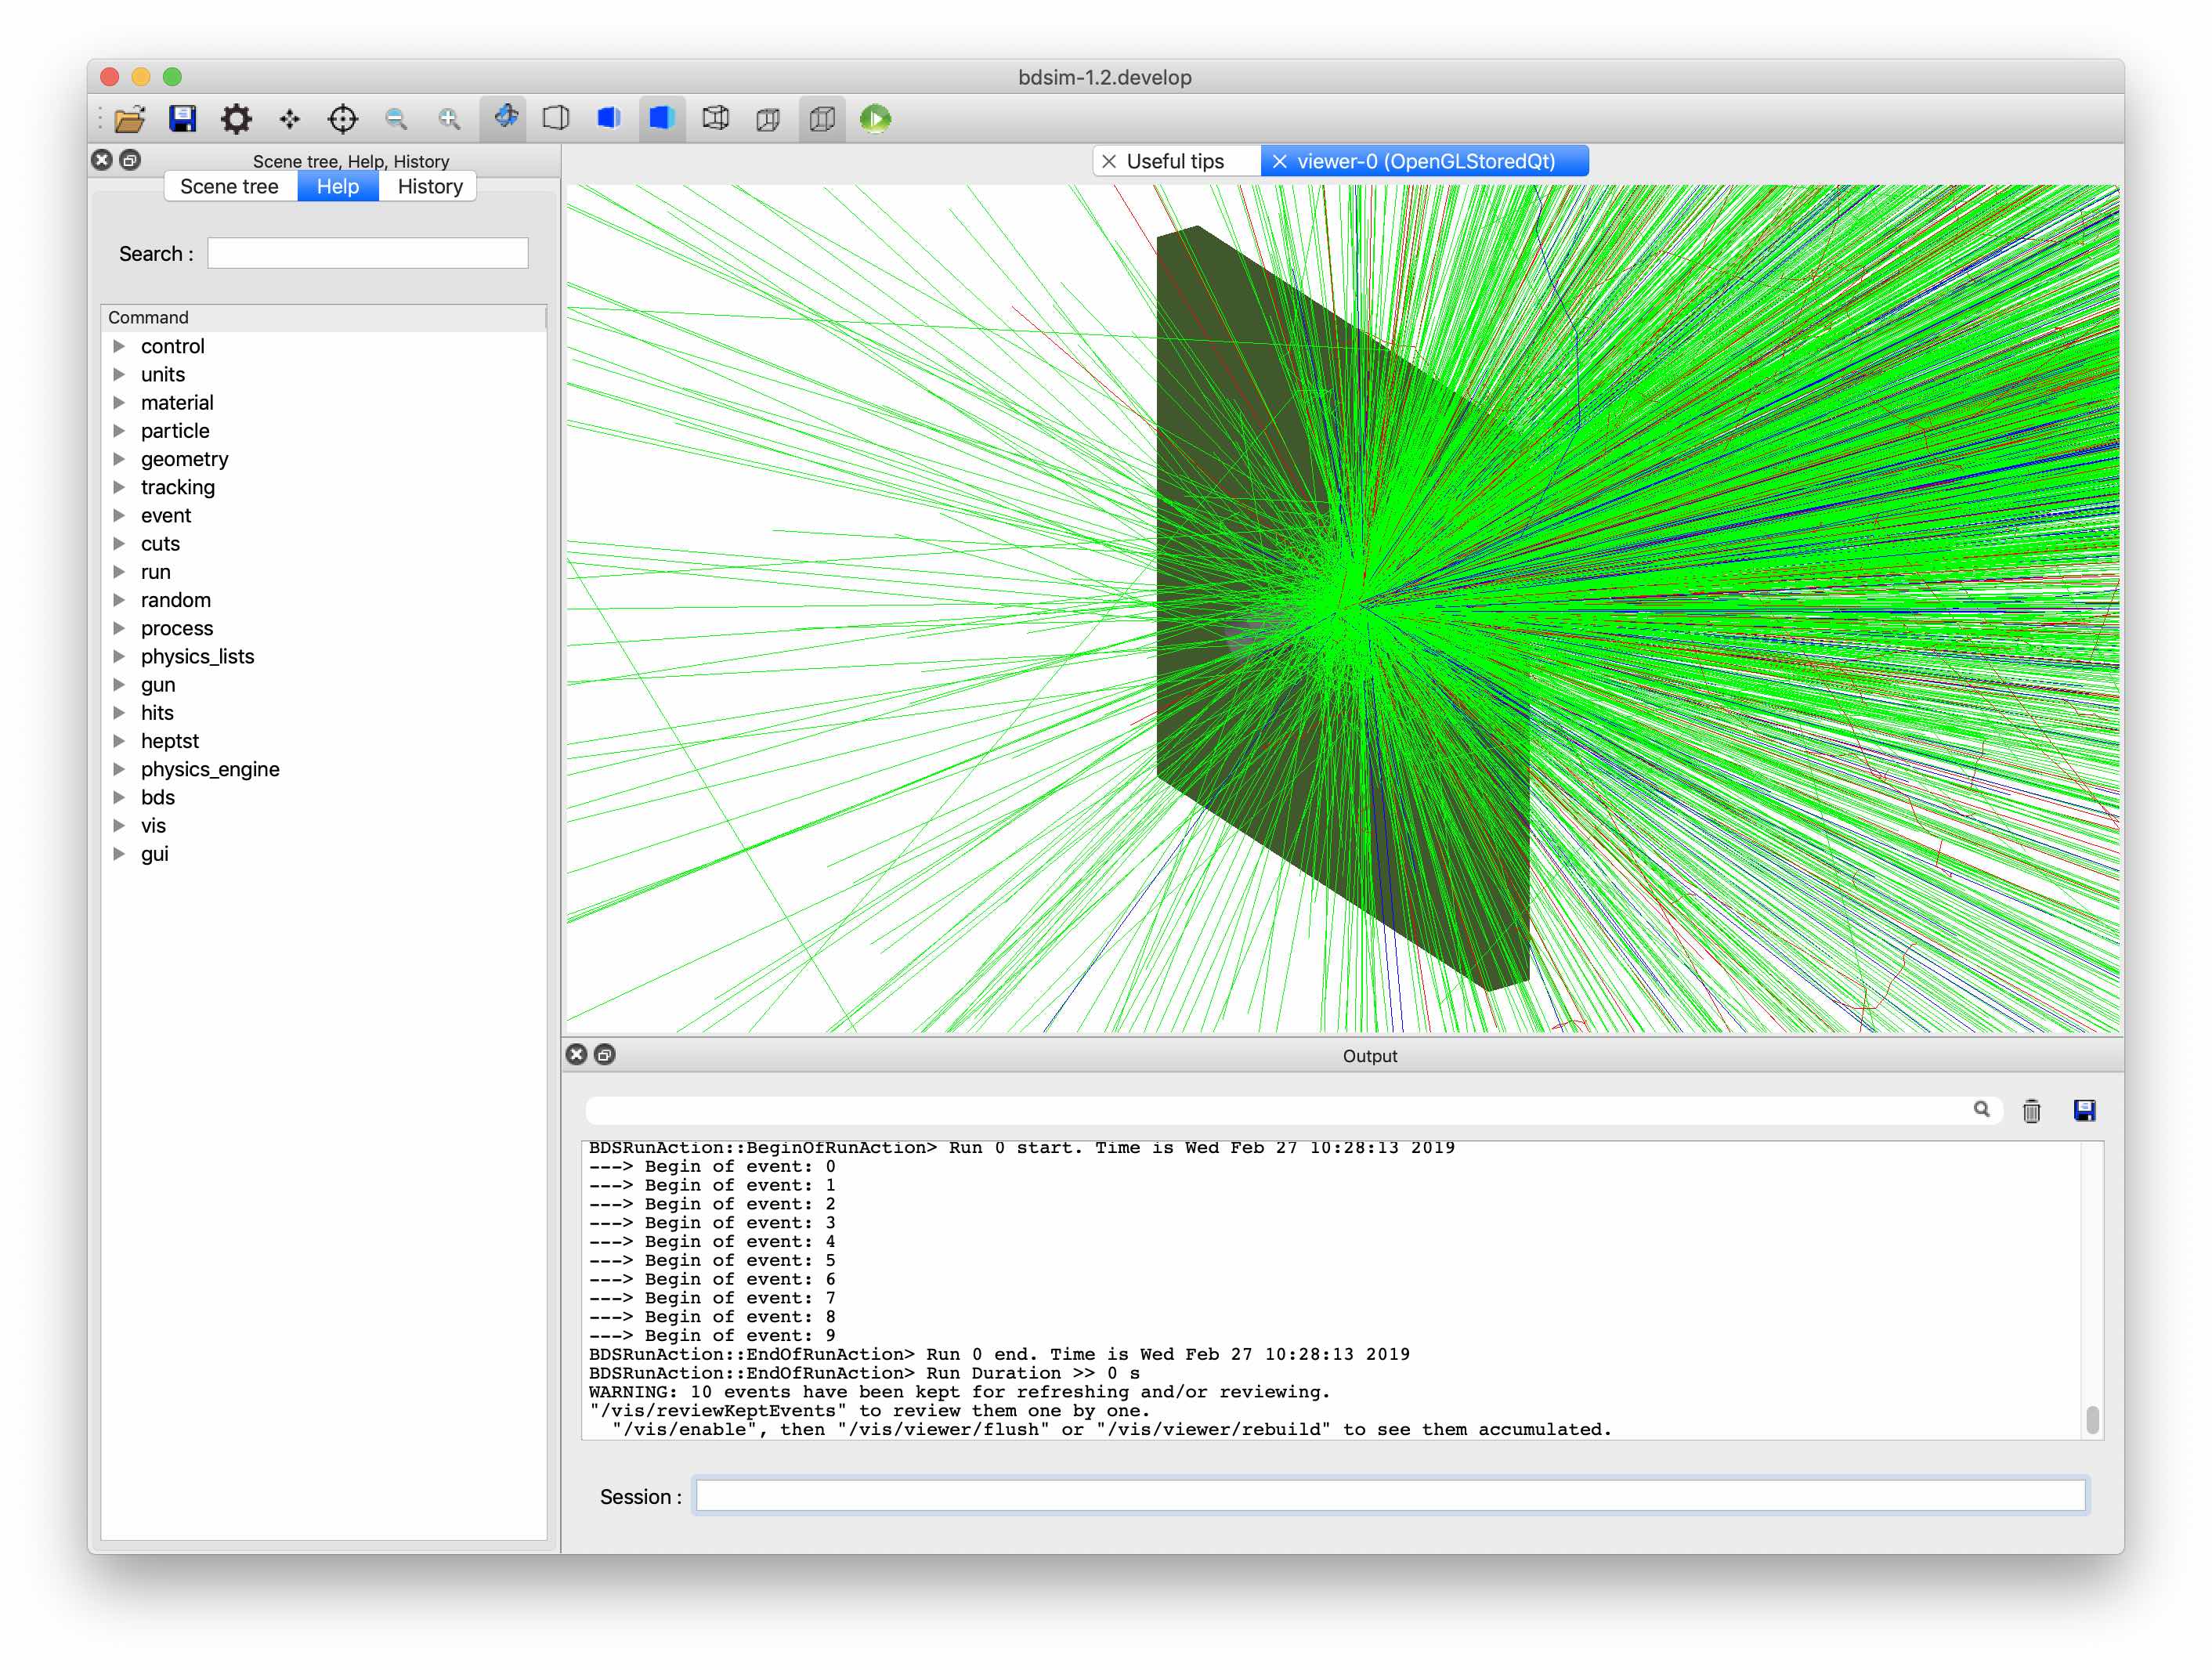 bdsim-1.2.develop
Scene tree, Help, History
Scene tree
Help
History
Search :
Command
control
units
material
particle
geometry
tracking
event
cuts
run
random
process
physics_lists
gun
hits
heptst
physics_engine
bds
vis
gui
Useful tips
viewer-0 (OpenGLStoredQt)
Output
BDSRunAction::BeginOfRunAction> Run 0 start. Time is Wed Feb 27 10:28:13 2019
---> Begin of event: 0
---> Begin of event: 1
---> Begin of event: 2
---> Begin of event: 3
---> Begin of event: 4
---> Begin of event: 5
---> Begin of event: 6
---> Begin of event: 7
---> Begin of event: 8
---> Begin of event: 9
BDSRunAction::EndOfRunAction> Run 0 end. Time is Wed Feb 27 10:28:13 2019
BDSRunAction::EndOfRunAction> Run Duration >> 0 s
WARNING: 10 events have been kept for refreshing and/or reviewing.
"/vis/reviewKeptEvents" to review them one by one.
"/vis/enable", then "/vis/viewer/flush" or "/vis/viewer/rebuild" to see them accumulated.
Session :